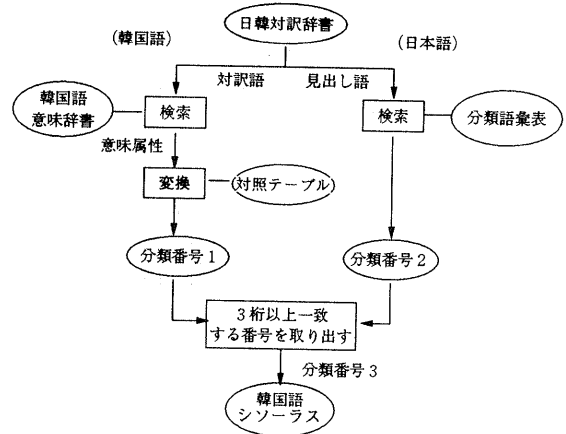 日韓対訳辞書
(韓国語)
(日本語)
対訳語
見出し語
韓国語
意味辞書
検索
検索
分類語彙表
意味属性
変換
(対照テーブル)
分類番号1
分類番号2
3桁以上一致
する番号を取り出す
分類番号3
韓国語
シソーラス